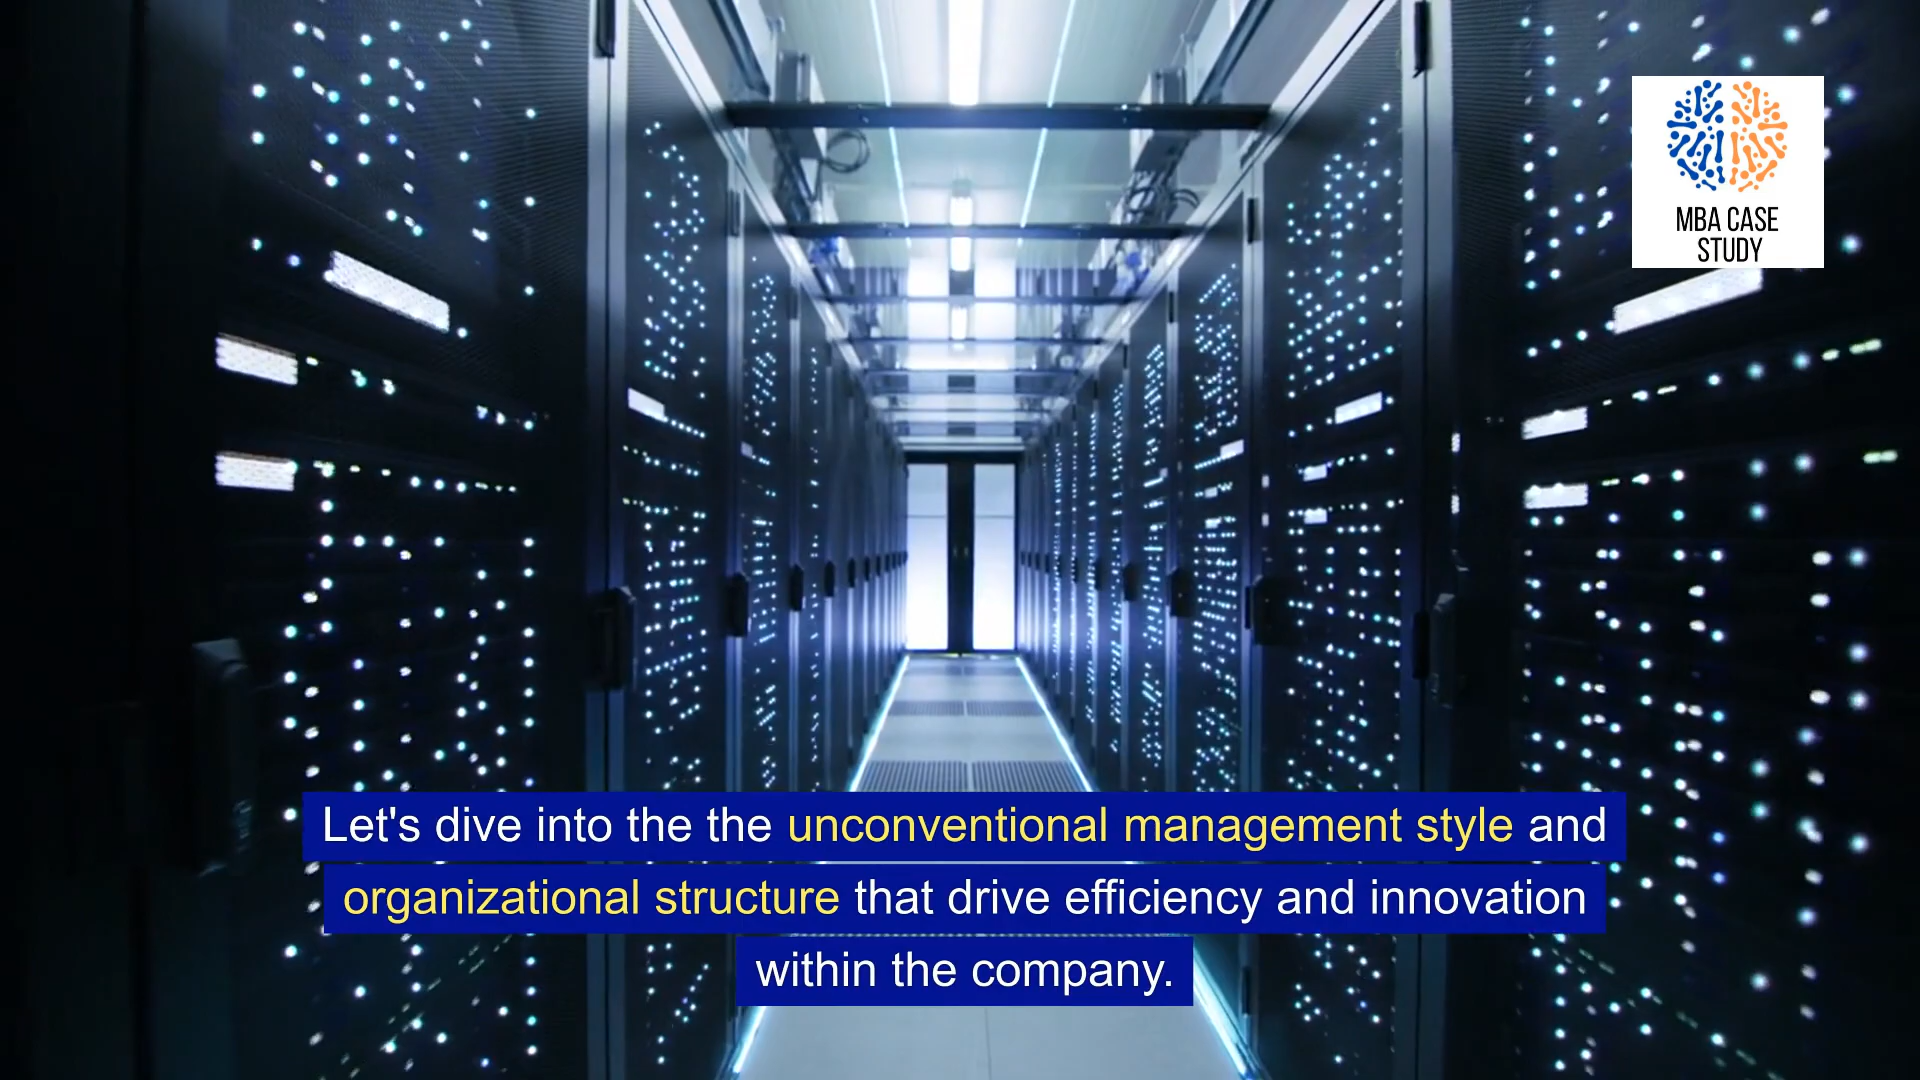 MBA CASE
STUDY
Let's dive into the the unconventional management style and
organizational structure that drive efficiency and innovation
within the company.